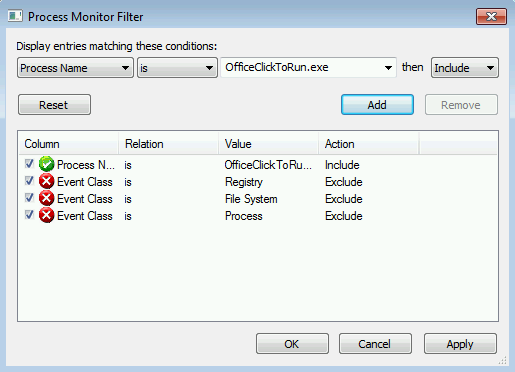 Process Monitor Filter
Display entries matching these conditions:
Process Name is OfficeClickToRun.exe then Include
Reset Add Remove
Column Relation Value Action
Process N... is OfficeClickToRu... Include
Event Class is Registry Exclude
Event Class is File System Exclude
Event Class is Process Exclude
OK Cancel Apply